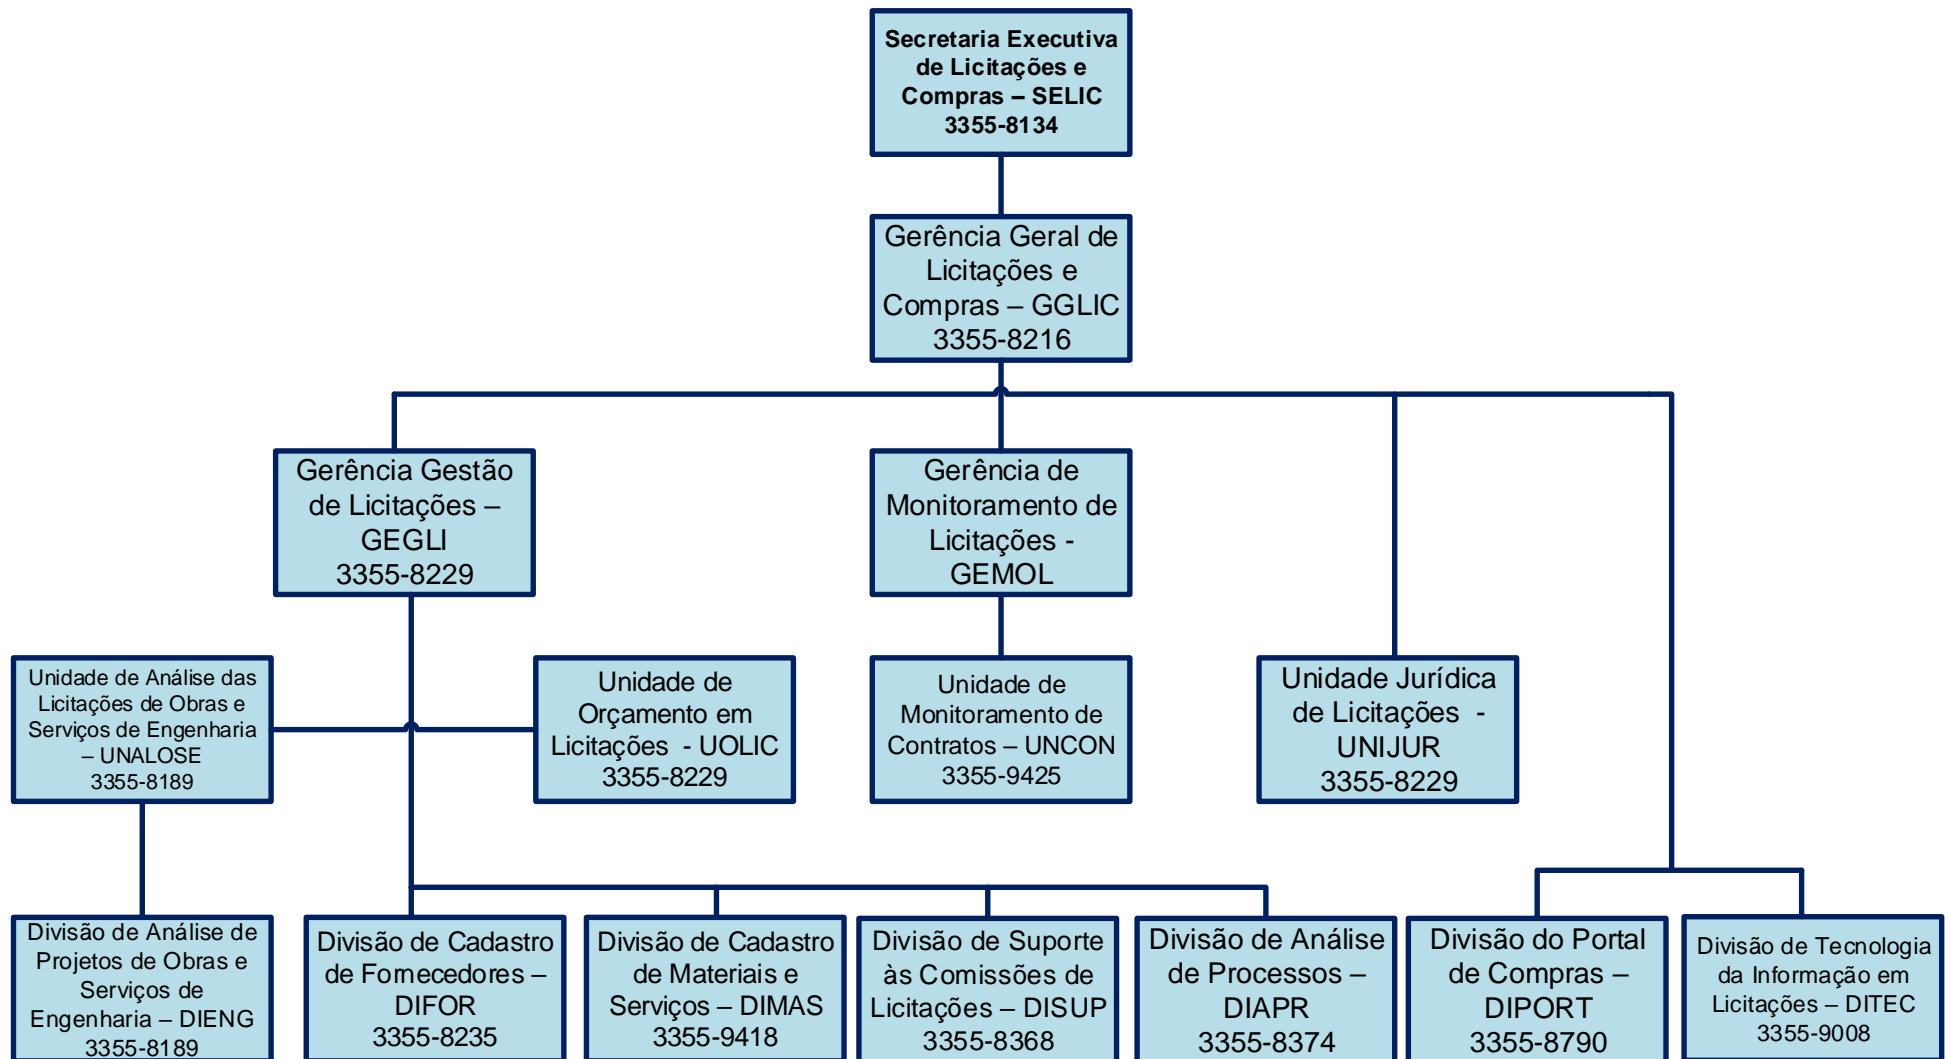 Secretaria Executiva
de Licitações e
Compras – SELIC
3355-8134
Gerência Geral de
Licitações e
Compras – GGLIC
3355-8216
Gerência Gestão
de Licitações –
GEGLI
3355-8229
Gerência de
Monitoramento de
Licitações -
GEMOL
Unidade de Análise das
Licitações de Obras e
Serviços de Engenharia
– UNALOSE
3355-8189
Unidade de
Orçamento em
Licitações - UOLIC
3355-8229
Unidade de
Monitoramento de
Contratos – UNCON
3355-9425
Unidade Jurídica
de Licitações -
UNIJUR
3355-8229
Divisão de Análise de
Projetos de Obras e
Serviços de
Engenharia – DIENG
3355-8189
Divisão de Cadastro
de Fornecedores –
DIFOR
3355-8235
Divisão de Cadastro
de Materiais e
Serviços – DIMAS
3355-9418
Divisão de Suporte
às Comissões de
Licitações – DISUP
3355-8368
Divisão de Análise
de Processos –
DIAPR
3355-8374
Divisão do Portal
de Compras –
DIPORT
3355-8790
Divisão de Tecnologia
da Informação em
Licitações – DITEC
3355-9008